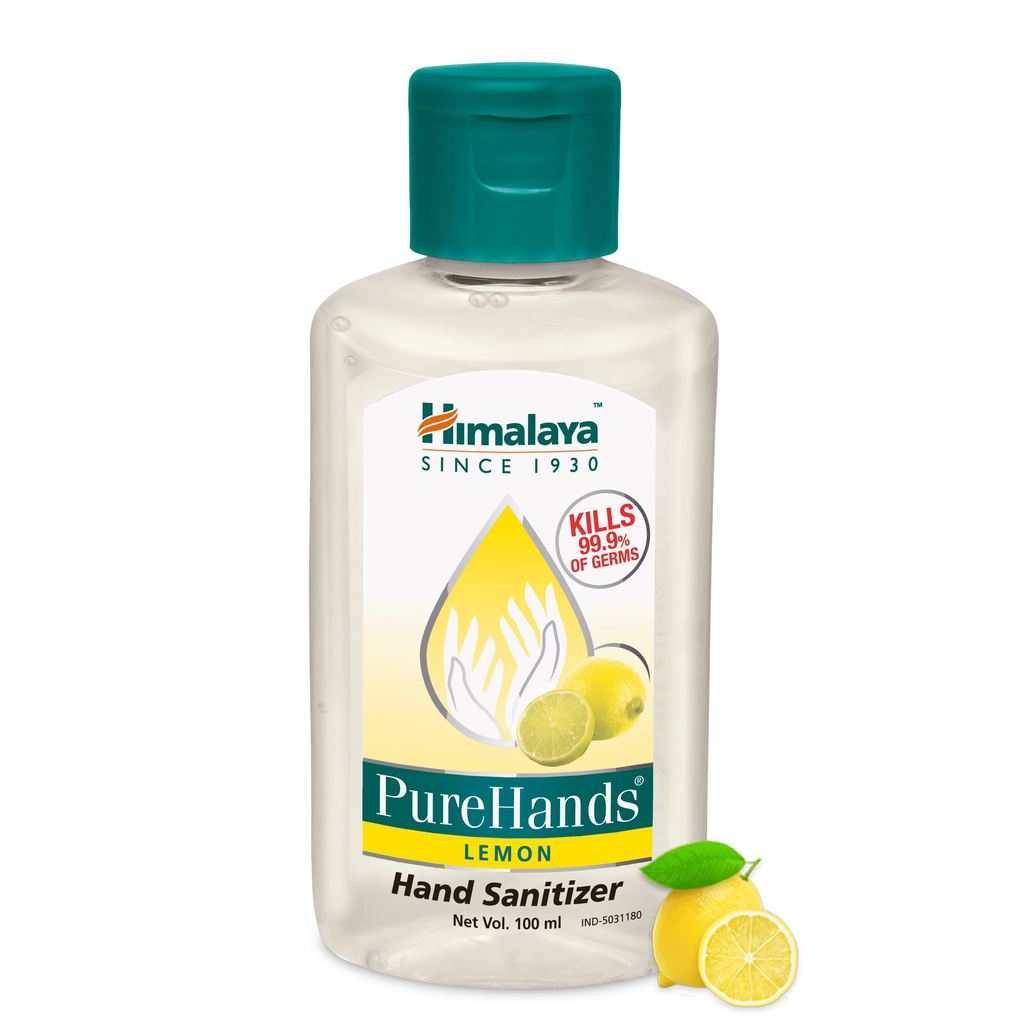 Himalaya™
SINCE 1930
KILLS
99.9%
OF GERMS
PureHands®
LEMON
Hand Sanitizer
Net Vol. 100 ml IND-5031180